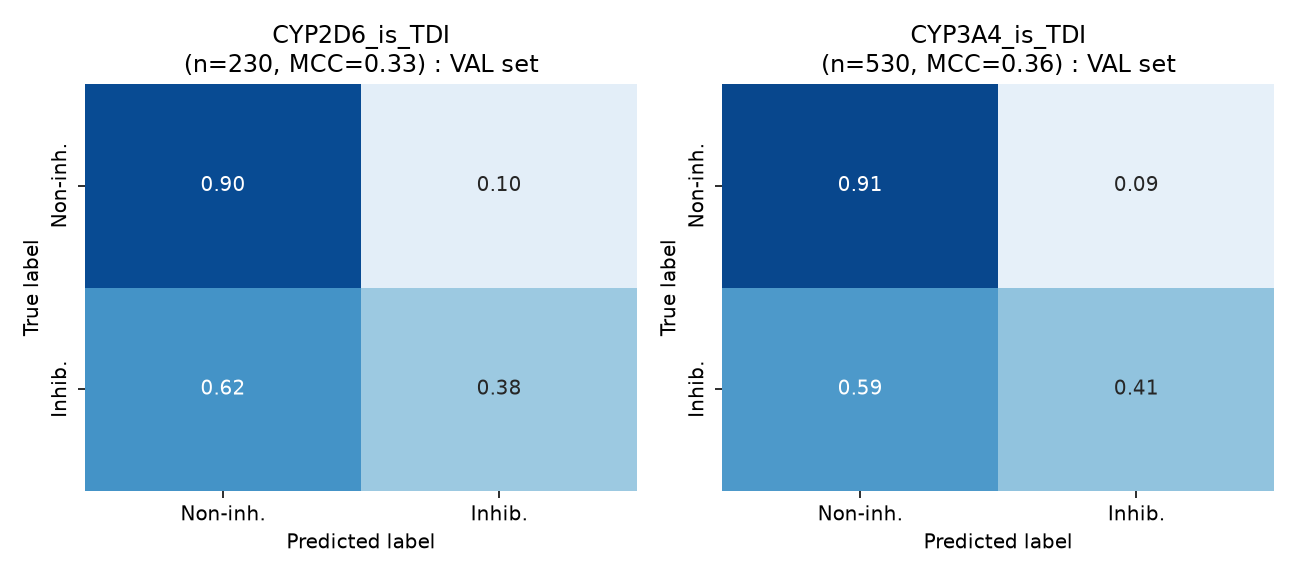 CYP2D6_is_TDI
(n=230, MCC=0.33) : VAL set
True label
Non-inh.
Inhib.
0.90
0.10
0.62
0.38
Non-inh.
Inhib.
Predicted label
CYP3A4_is_TDI
(n=530, MCC=0.36) : VAL set
True label
Non-inh.
Inhib.
0.91
0.09
0.59
0.41
Non-inh.
Inhib.
Predicted label